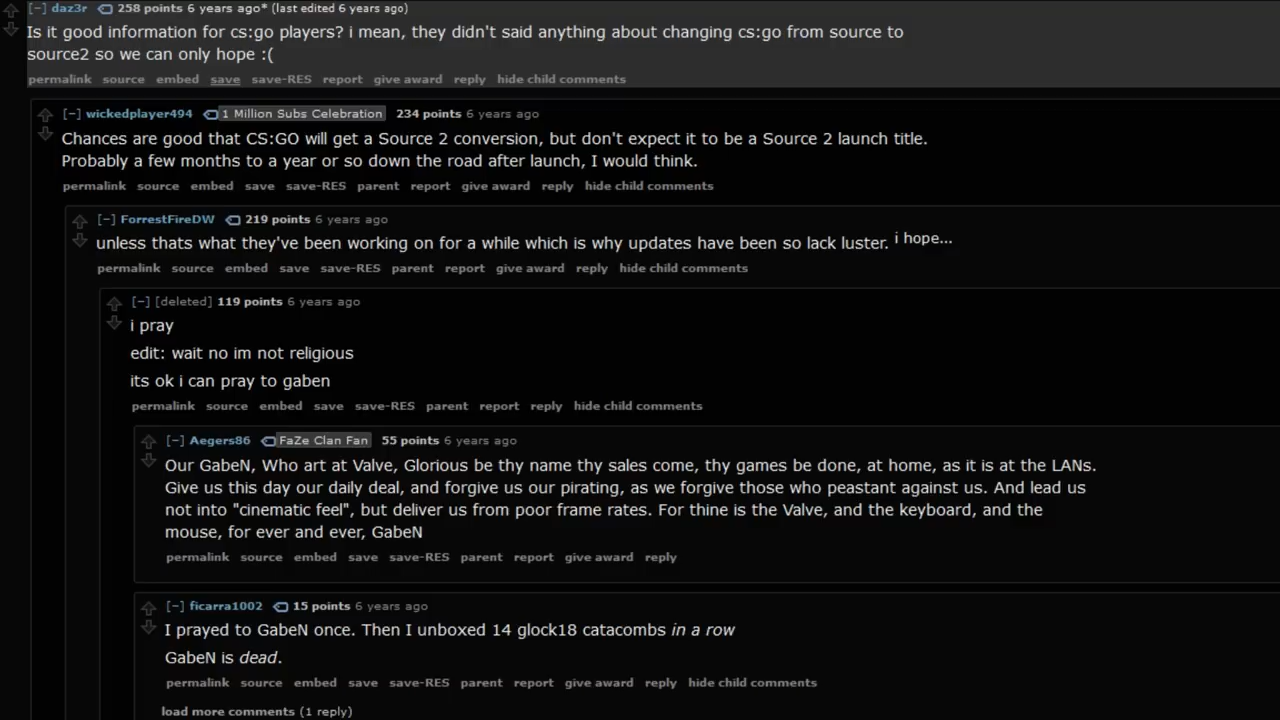 [-] daz3r 258 points 6 years ago* (last edited 6 years ago)
Is it good information for cs:go players? i mean, they didn't said anything about changing cs:go from source to
source2 so we can only hope :(
permalink source embed save save-RES report give award reply hide child comments
[-] wickedplayer494 1 Million Subs Celebration 234 points 6 years ago
Chances are good that CS:GO will get a Source 2 conversion, but don't expect it to be a Source 2 launch title.
Probably a few months to a year or so down the road after launch, I would think.
permalink source embed save save-RES parent report give award reply hide child comments
[-] ForrestFireDW 219 points 6 years ago
unless thats what they've been working on for a while which is why updates have been so lack luster. i hope...
permalink source embed save save-RES parent report give award reply hide child comments
[-] [deleted] 119 points 6 years ago
i pray
edit: wait no im not religious
its ok i can pray to gaben
permalink source embed save save-RES parent report reply hide child comments
[-] Aegers86 FaZe Clan Fan 55 points 6 years ago
Our GabeN, Who art at Valve, Glorious be thy name thy sales come, thy games be done, at home, as it is at the LANs.
Give us this day our daily deal, and forgive us our pirating, as we forgive those who peastant against us. And lead us
not into "cinematic feel", but deliver us from poor frame rates. For thine is the Valve, and the keyboard, and the
mouse, for ever and ever, GabeN
permalink source embed save save-RES parent report give award reply
[-] ficarra1002 15 points 6 years ago
I prayed to GabeN once. Then I unboxed 14 glock18 catacombs in a row
GabeN is dead.
permalink source embed save save-RES parent report give award reply hide child comments
load more comments (1 reply)